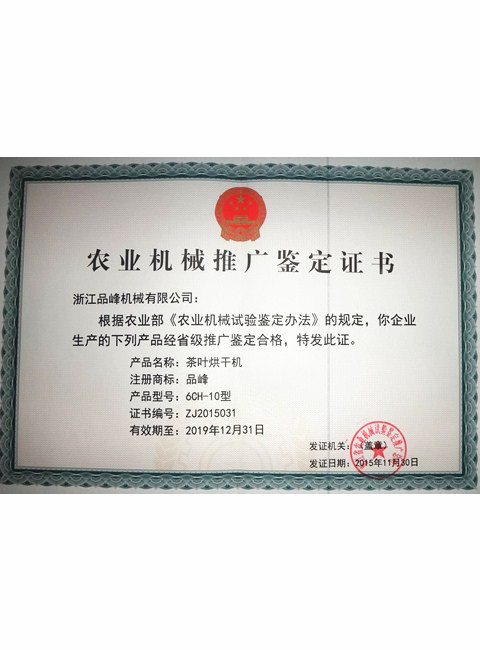 农业机械推广鉴定证书
浙江品峰机械有限公司：
根据农业部《农业机械试验鉴定办法》的规定，你企业
生产的下列产品经省级推广鉴定合格，特发此证。
产品名称：茶叶烘干机
注册商标：品峰
产品型号：6CH-10型
证书编号：ZJ2015031
有效期至：2019年12月31日
发证机关：（盖章）
发证日期：2015年11月30日